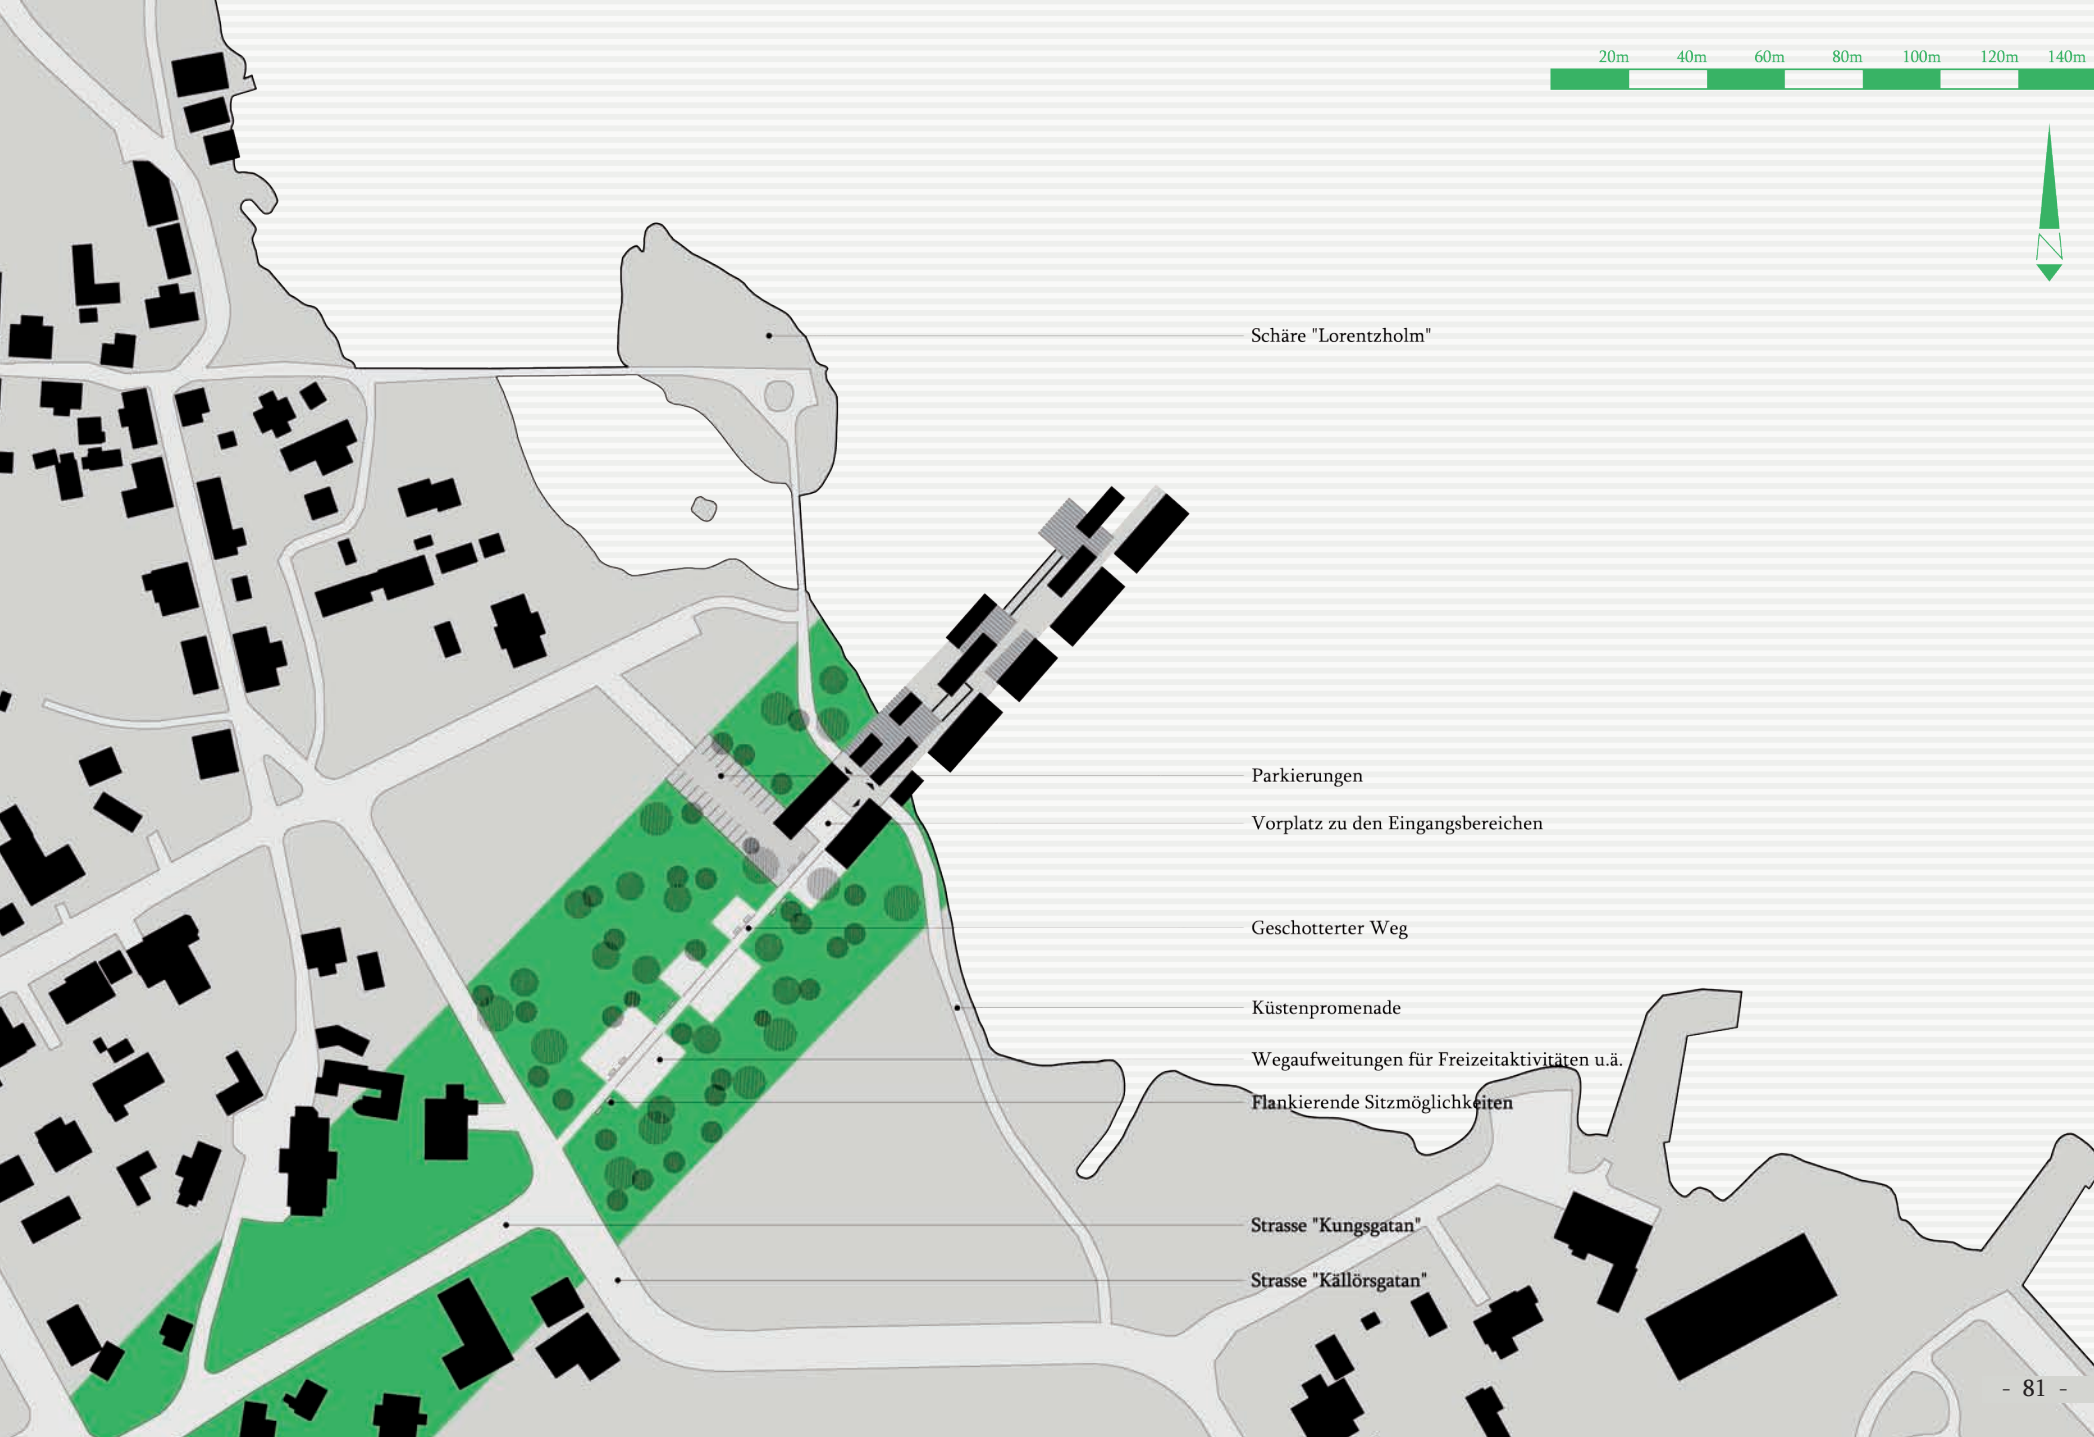 20m 40m 60m 80m 100m 120m 140m
N
Schäre "Lorentzholm"
Parkierungen
Vorplatz zu den Eingangsbereichen
Geschotterter Weg
Küstenpromenade
Wegaufweitungen für Freizeitaktivitäten u.ä.
Flankierende Sitzmöglichkeiten
Strasse "Kungsgatan"
Strasse "Källörsgatan"
- 81 -